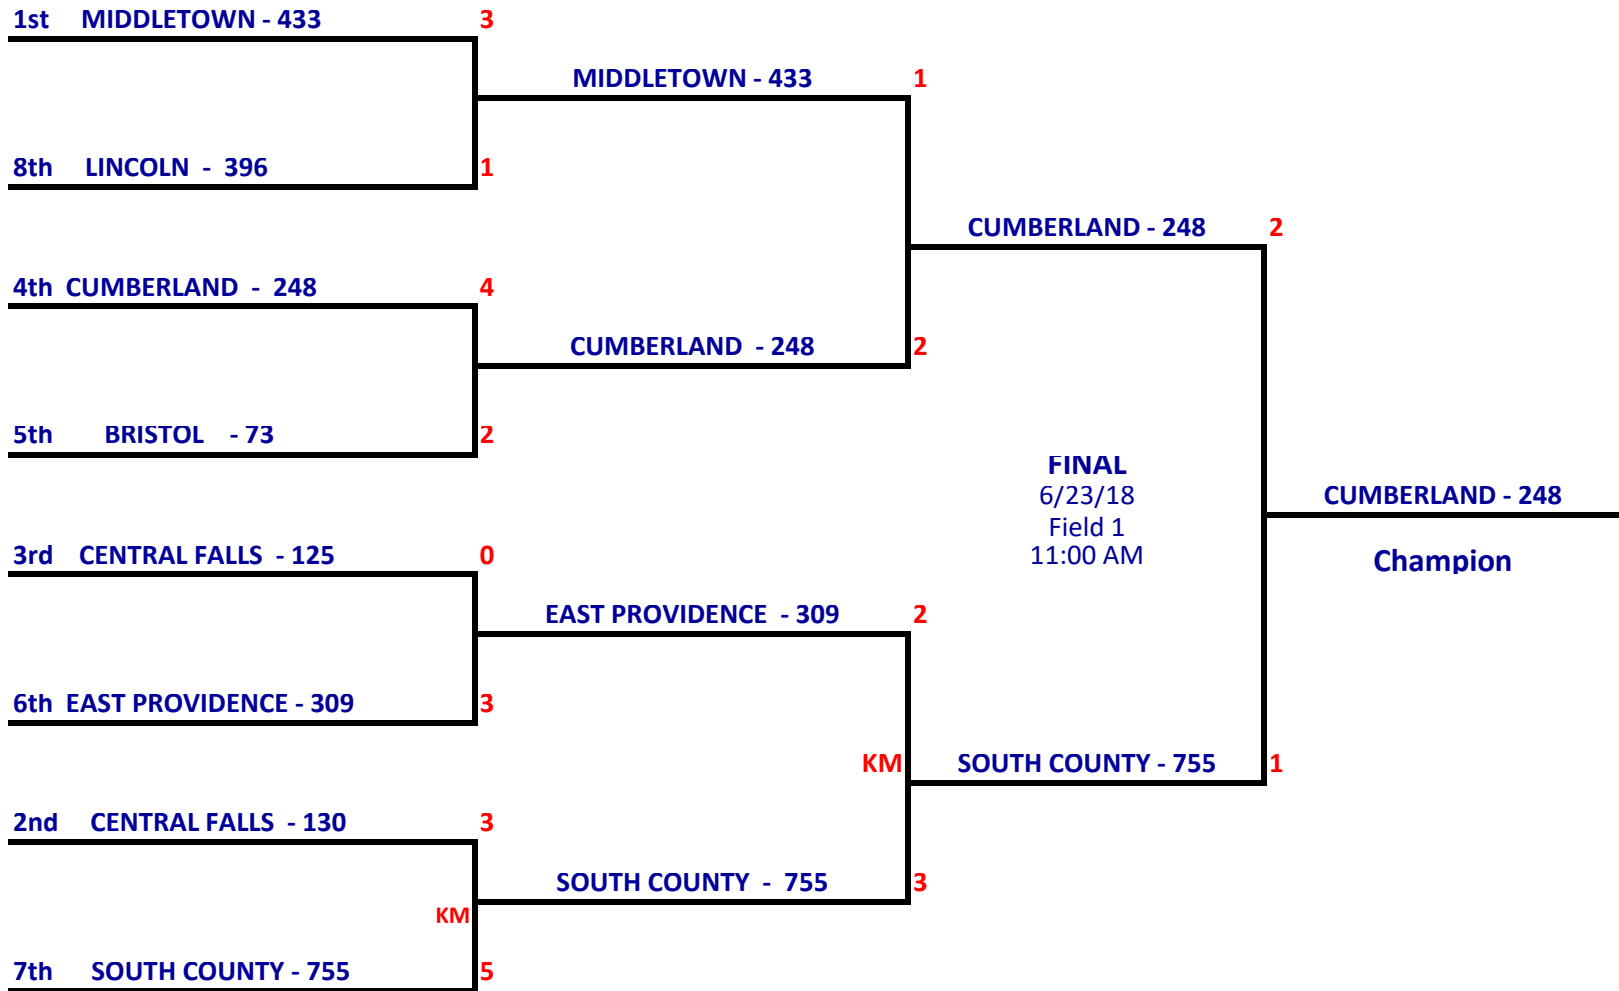 1st MIDDLETOWN - 433 3
MIDDLETOWN - 433 1
8th LINCOLN - 396 1
CUMBERLAND - 248 2
4th CUMBERLAND - 248 4
CUMBERLAND - 248 2
5th BRISTOL - 73 2
FINAL
6/23/18
Field 1
11:00 AM
CUMBERLAND - 248
Champion
3rd CENTRAL FALLS - 125 0
EAST PROVIDENCE - 309 2
6th EAST PROVIDENCE - 309 3
KM SOUTH COUNTY - 755 1
2nd CENTRAL FALLS - 130 3
SOUTH COUNTY - 755 3
KM
7th SOUTH COUNTY - 755 5